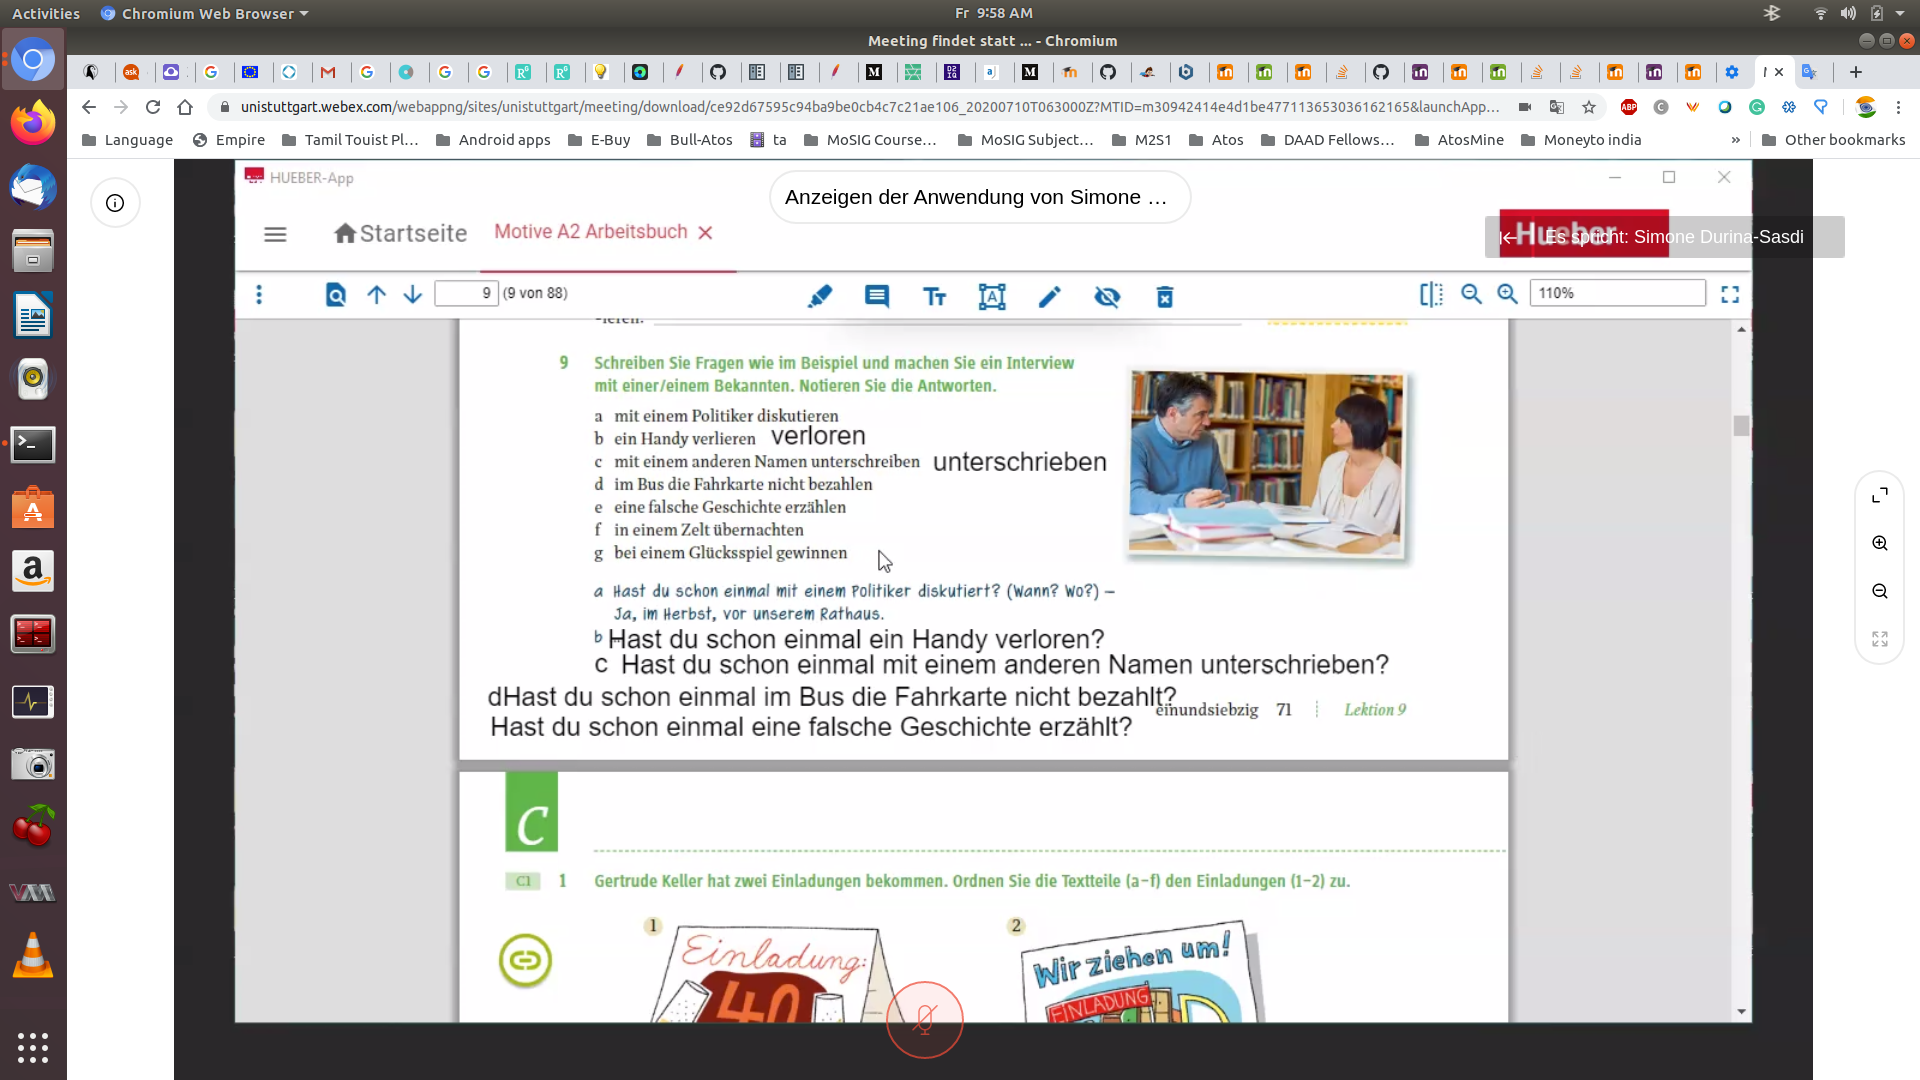 Activities
Chromium Web Browser
Fr 9:58 AM
Meeting findet statt ... - Chromium
unistuttgart.webex.com/webappng/sites/unistuttgart/meeting/download/ce92d67595c94ba9be0cb4c7c21ae106_20200710T063000Z?MTID=m30942414e4d1be477113653036162165&launchApp...
Language
Empire
Tamil Touist Pl...
Android apps
E-Buy
Bull-Atos
ta
MoSIG Course...
MoSIG Subject...
M2S1
Atos
DAAD Fellows...
AtosMine
Moneyto india
»
Other bookmarks
HUEBER-App
Anzeigen der Anwendung von Simone ...
Startseite
Motive A2 Arbeitsbuch
Hueber
Es spricht: Simone Durina-Sasdi
9 (9 von 88)
110%
-ieren.
9 Schreiben Sie Fragen wie im Beispiel und machen Sie ein Interview
mit einer/einem Bekannten. Notieren Sie die Antworten.
a mit einem Politiker diskutieren
b ein Handy verlieren verloren
c mit einem anderen Namen unterschreiben unterschrieben
d im Bus die Fahrkarte nicht bezahlen
e eine falsche Geschichte erzählen
f in einem Zelt übernachten
g bei einem Glücksspiel gewinnen
a Hast du schon einmal mit einem Politiker diskutiert? (Wann? Wo?) –
Ja, im Herbst, vor unserem Rathaus.
b ... Hast du schon einmal ein Handy verloren?
c Hast du schon einmal mit einem anderen Namen unterschrieben?
dHast du schon einmal im Bus die Fahrkarte nicht bezahlt?
einundsiebzig 71 Lektion 9
Hast du schon einmal eine falsche Geschichte erzählt?
C
C1 1 Gertrude Keller hat zwei Einladungen bekommen. Ordnen Sie die Textteile (a–f) den Einladungen (1–2) zu.
1
Einladung:
40
2
Wir ziehen um!
EINLADUNG